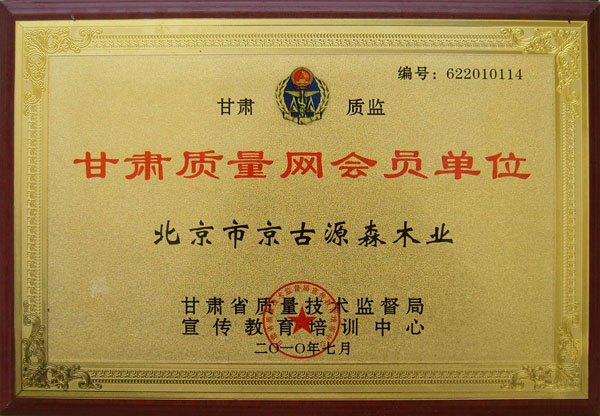 编号：622010114
甘肃 质监
甘肃质量网会员单位
北京市京古源森木业
甘肃省质量技术监督局
宣传教育培训中心
二〇一〇年七月